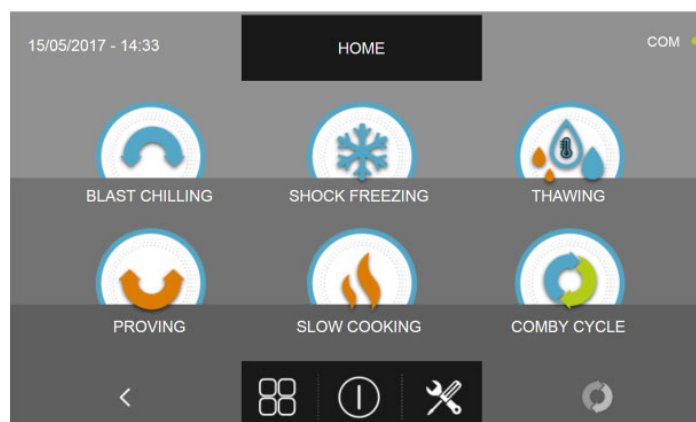 15/05/2017 - 14:33
HOME
COM
BLAST CHILLING
SHOCK FREEZING
THAWING
PROVING
SLOW COOKING
COMBY CYCLE